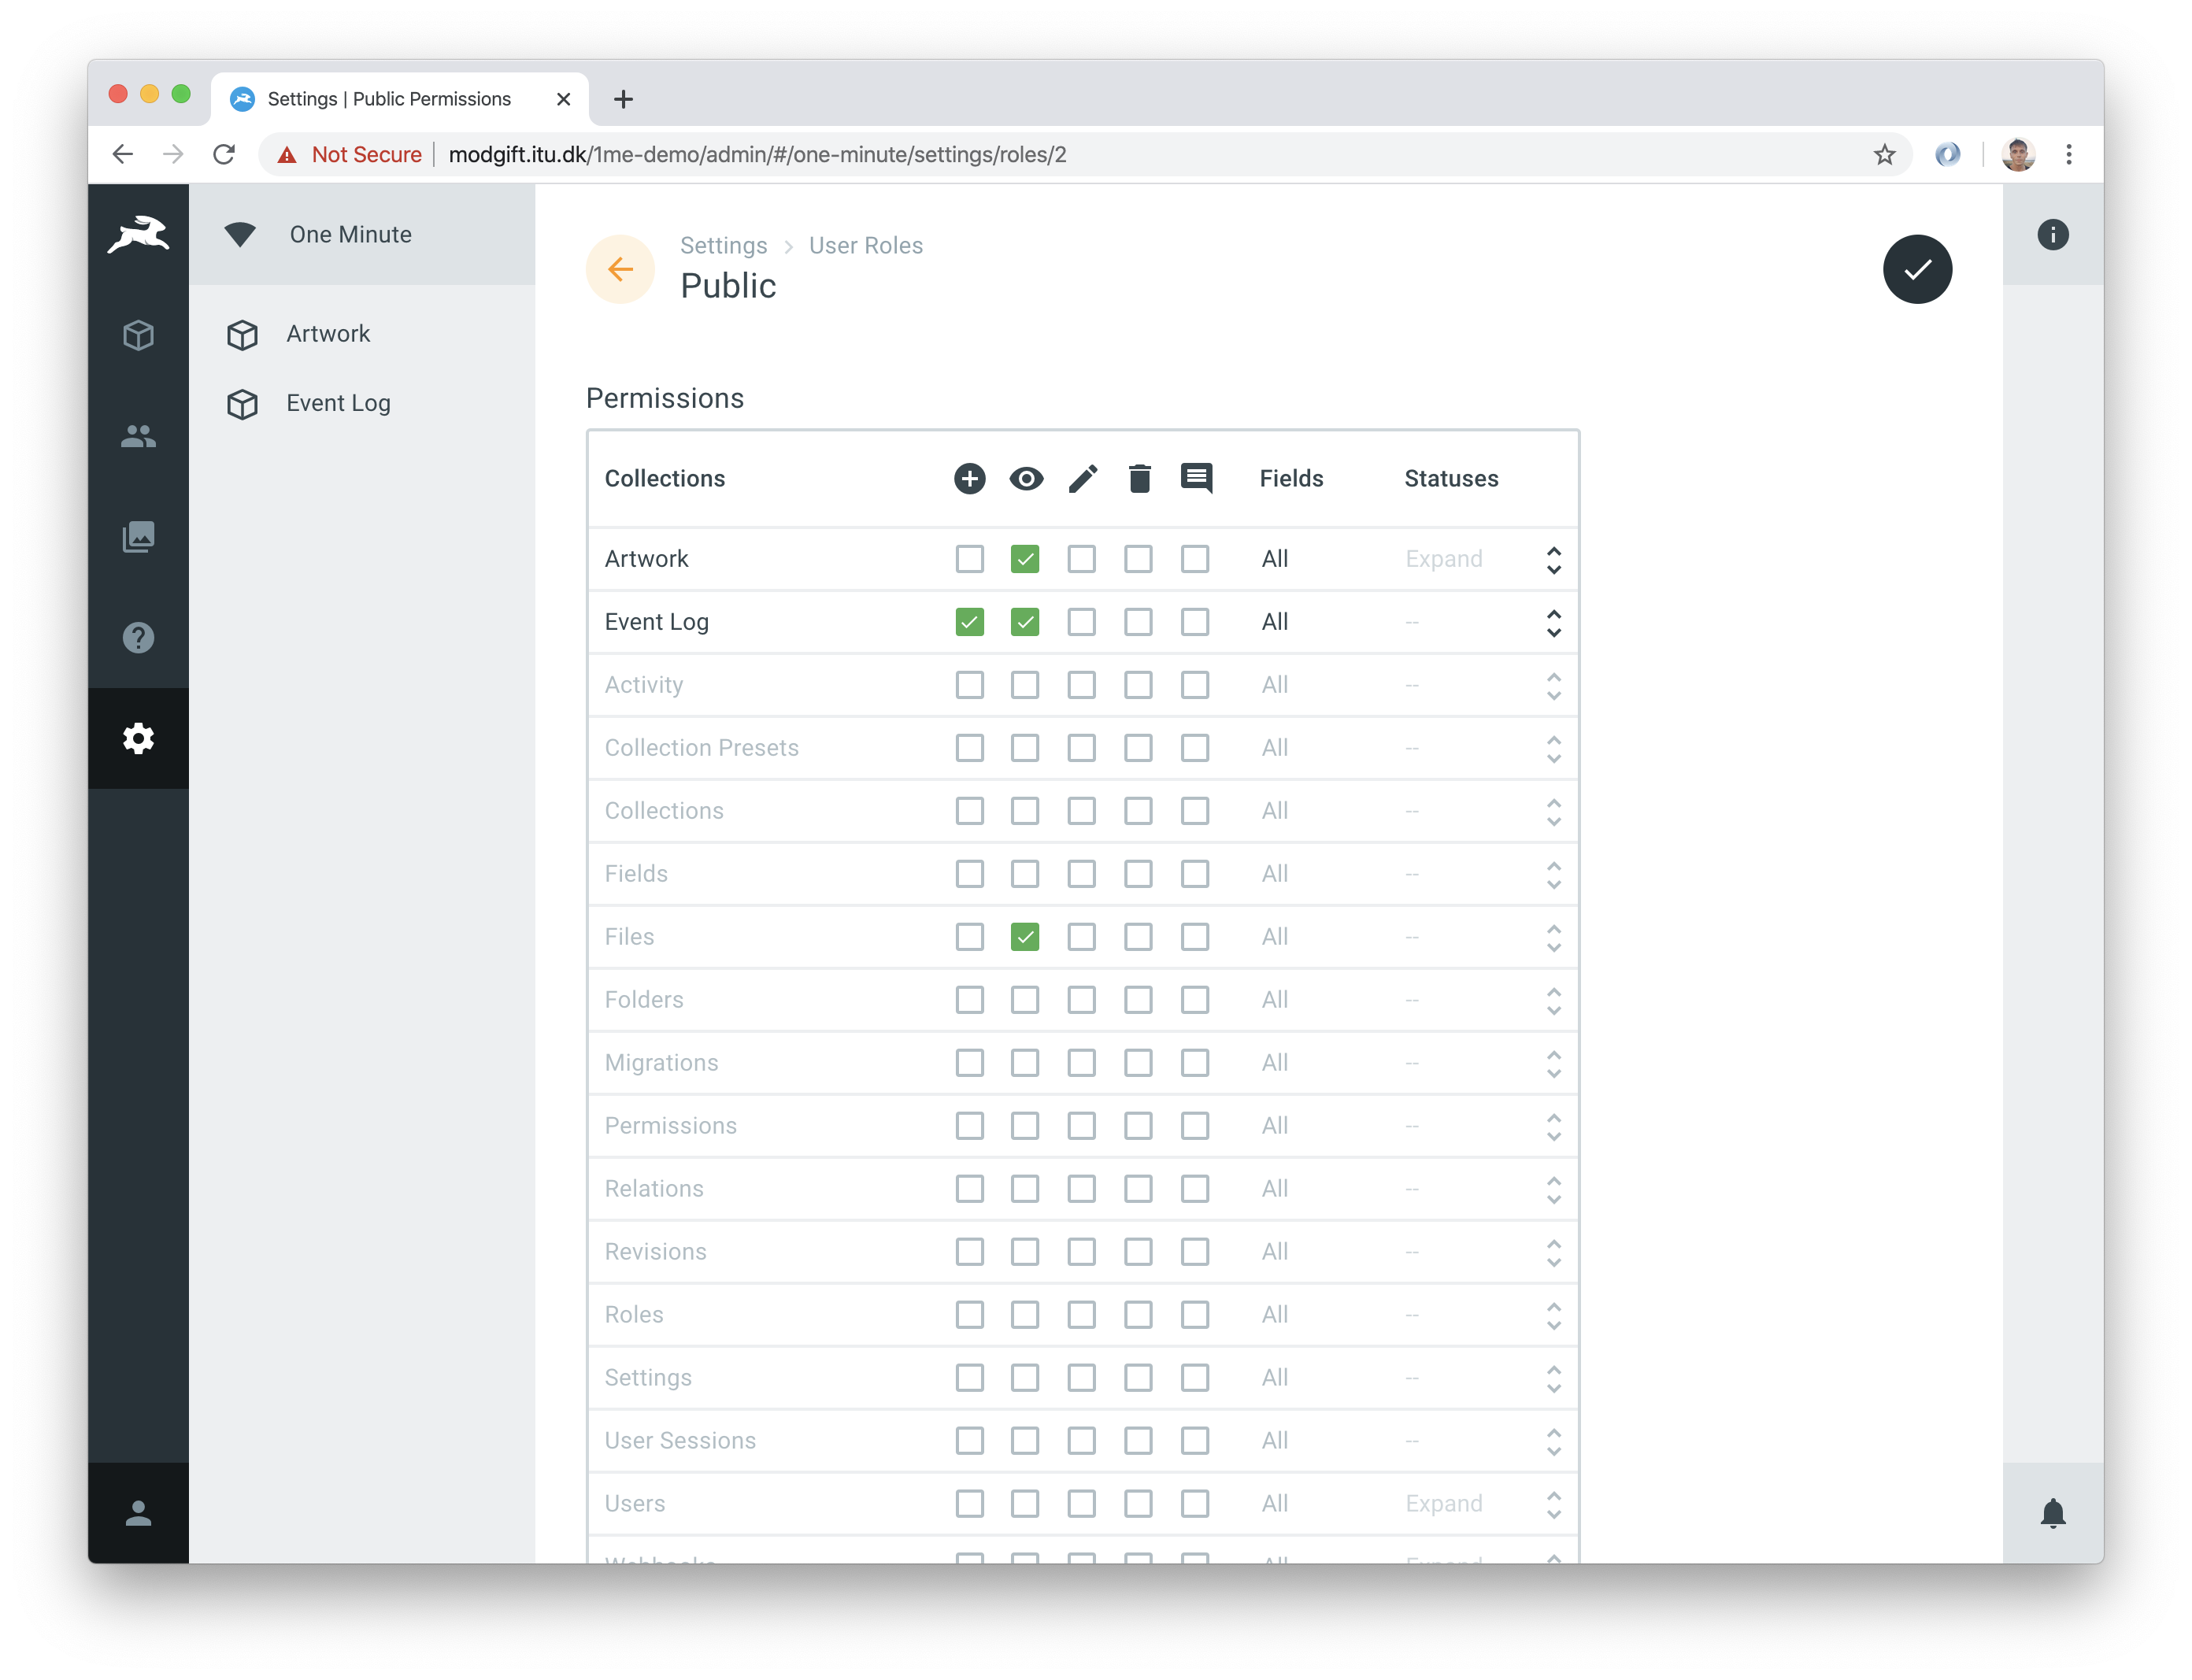 Settings | Public Permissions
Not Secure modgift.itu.dk/1me-demo/admin/#/one-minute/settings/roles/2
One Minute
Artwork
Event Log
Settings > User Roles
Public
Permissions
Collections Fields Statuses
Artwork All Expand
Event Log All --
Activity All --
Collection Presets All --
Collections All --
Fields All --
Files All --
Folders All --
Migrations All --
Permissions All --
Relations All --
Revisions All --
Roles All --
Settings All --
User Sessions All --
Users All Expand
Webhooks All Expand